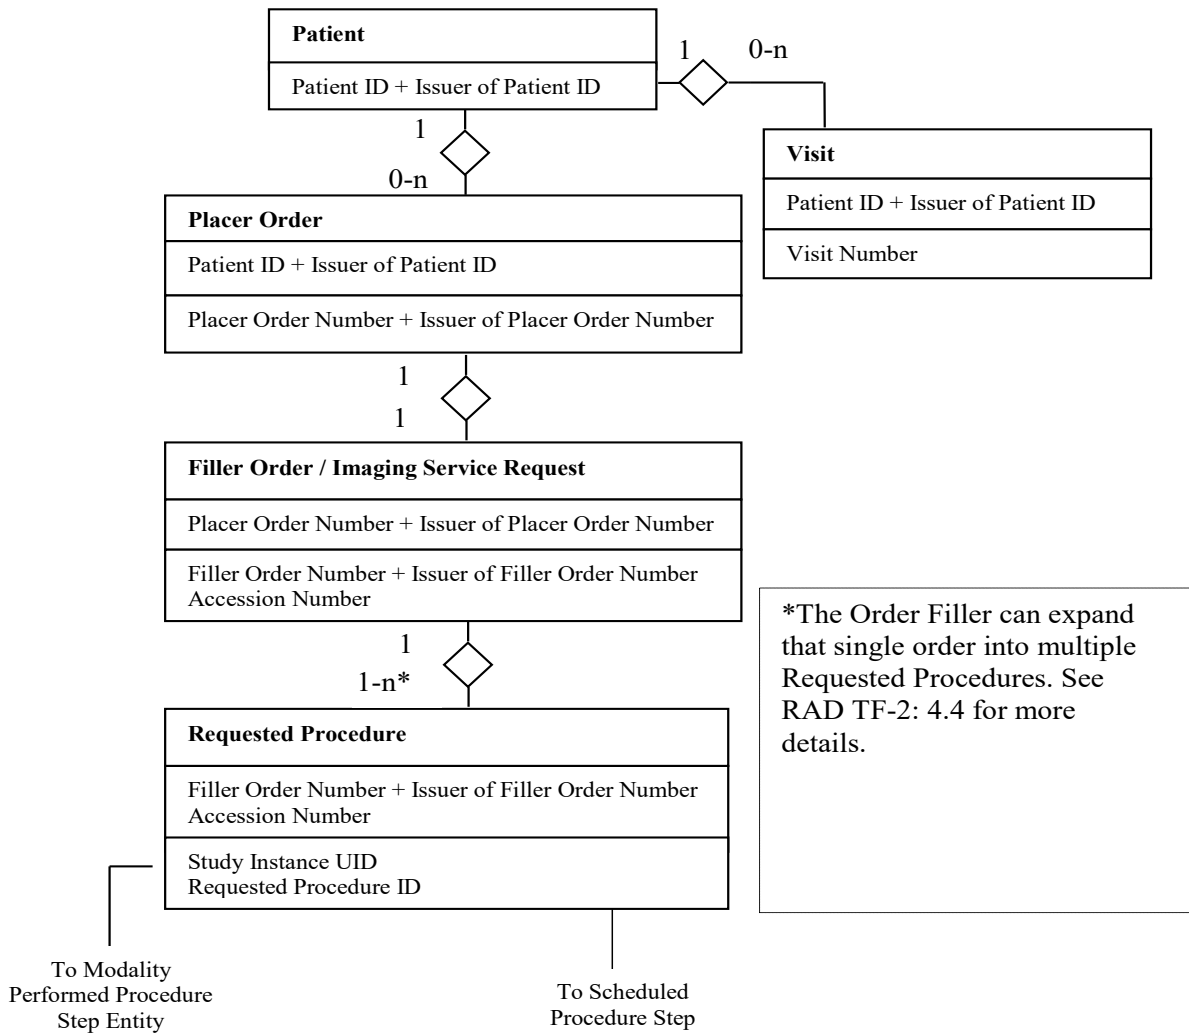 Patient
Patient ID + Issuer of Patient ID
1
0-n
1
0-n
Visit
Patient ID + Issuer of Patient ID
Visit Number
Placer Order
Patient ID + Issuer of Patient ID
Placer Order Number + Issuer of Placer Order Number
1
1
Filler Order / Imaging Service Request
Placer Order Number + Issuer of Placer Order Number
Filler Order Number + Issuer of Filler Order Number
Accession Number
1
1-n*
*The Order Filler can expand
that single order into multiple
Requested Procedures. See
RAD TF-2: 4.4 for more
details.
Requested Procedure
Filler Order Number + Issuer of Filler Order Number
Accession Number
Study Instance UID
Requested Procedure ID
To Modality
Performed Procedure
Step Entity
To Scheduled
Procedure Step